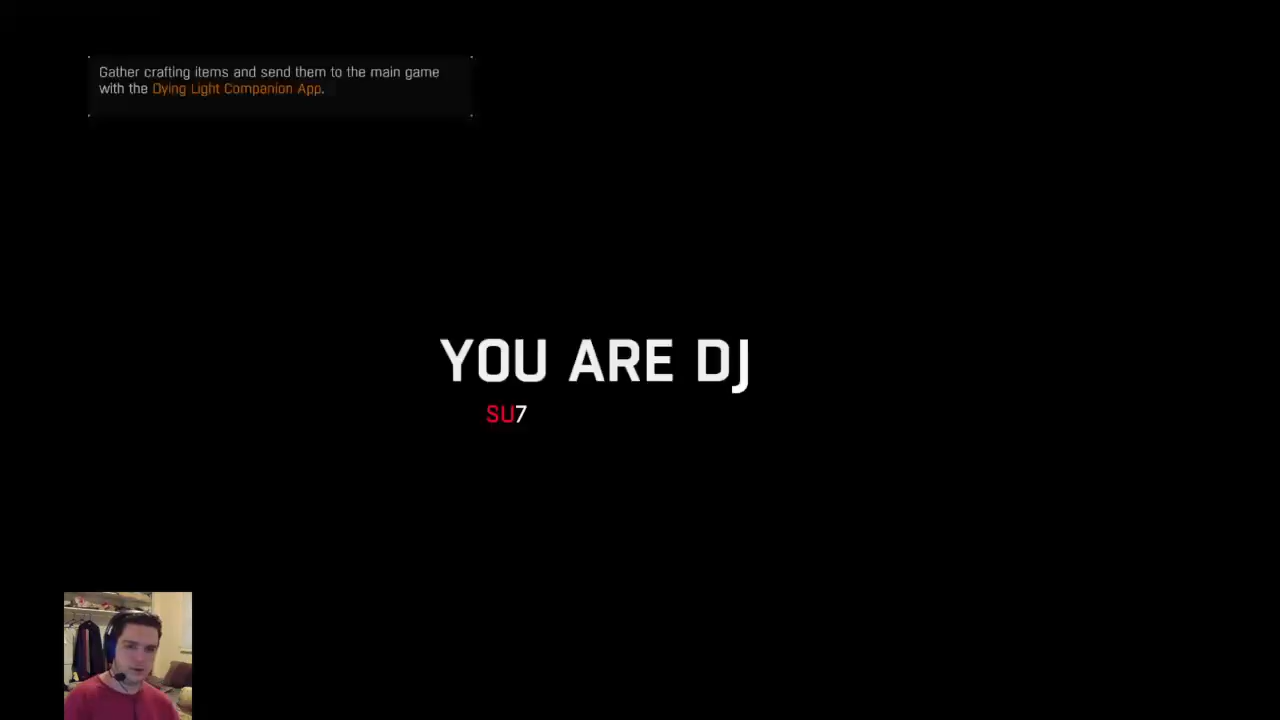 Gather crafting items and send them to the main game
with the Dying Light Companion App.
YOU ARE DJ
SU7